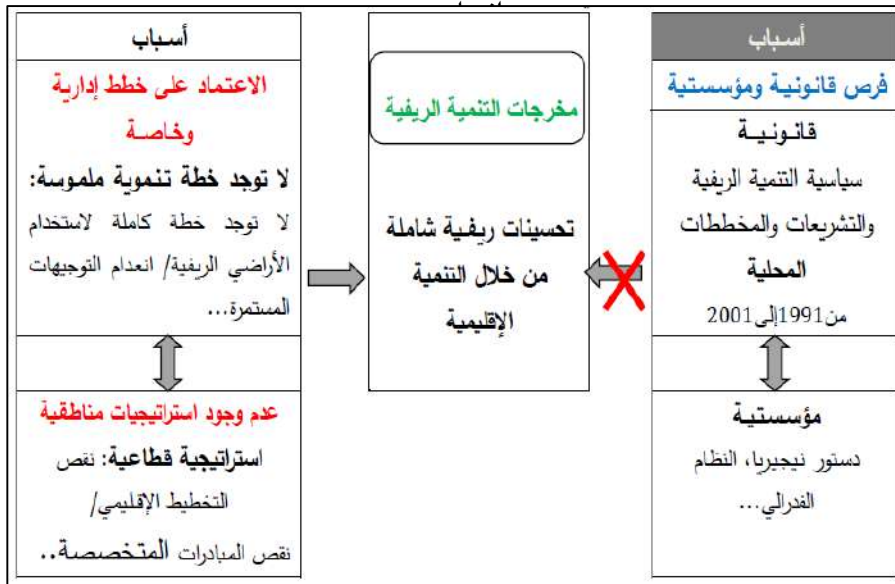 أسباب
فرص قانونية ومؤسستية
قانونية
سياسية التنمية الريفية
والتشريعات والمخططات
المحلية
من1991إلى2001
مؤسستية
دستور نيجيريا، النظام
الفدرالي...
مخرجات التنمية الريفية
تحسينات ريفية شاملة
من خلال التنمية
الإقليمية
أسباب
الاعتماد على خطط إدارية
وخاصة
لا توجد خطة تنموية ملموسة:
لا توجد خطة كاملة لاستخدام
الأراضي الريفية/ انعدام التوجيهات
المستمرة...
عدم وجود استراتيجيات مناطقية
استراتيجية قطاعية: نقص
التخطيط الإقليمي/
نقص المبادرات المتخصصة..